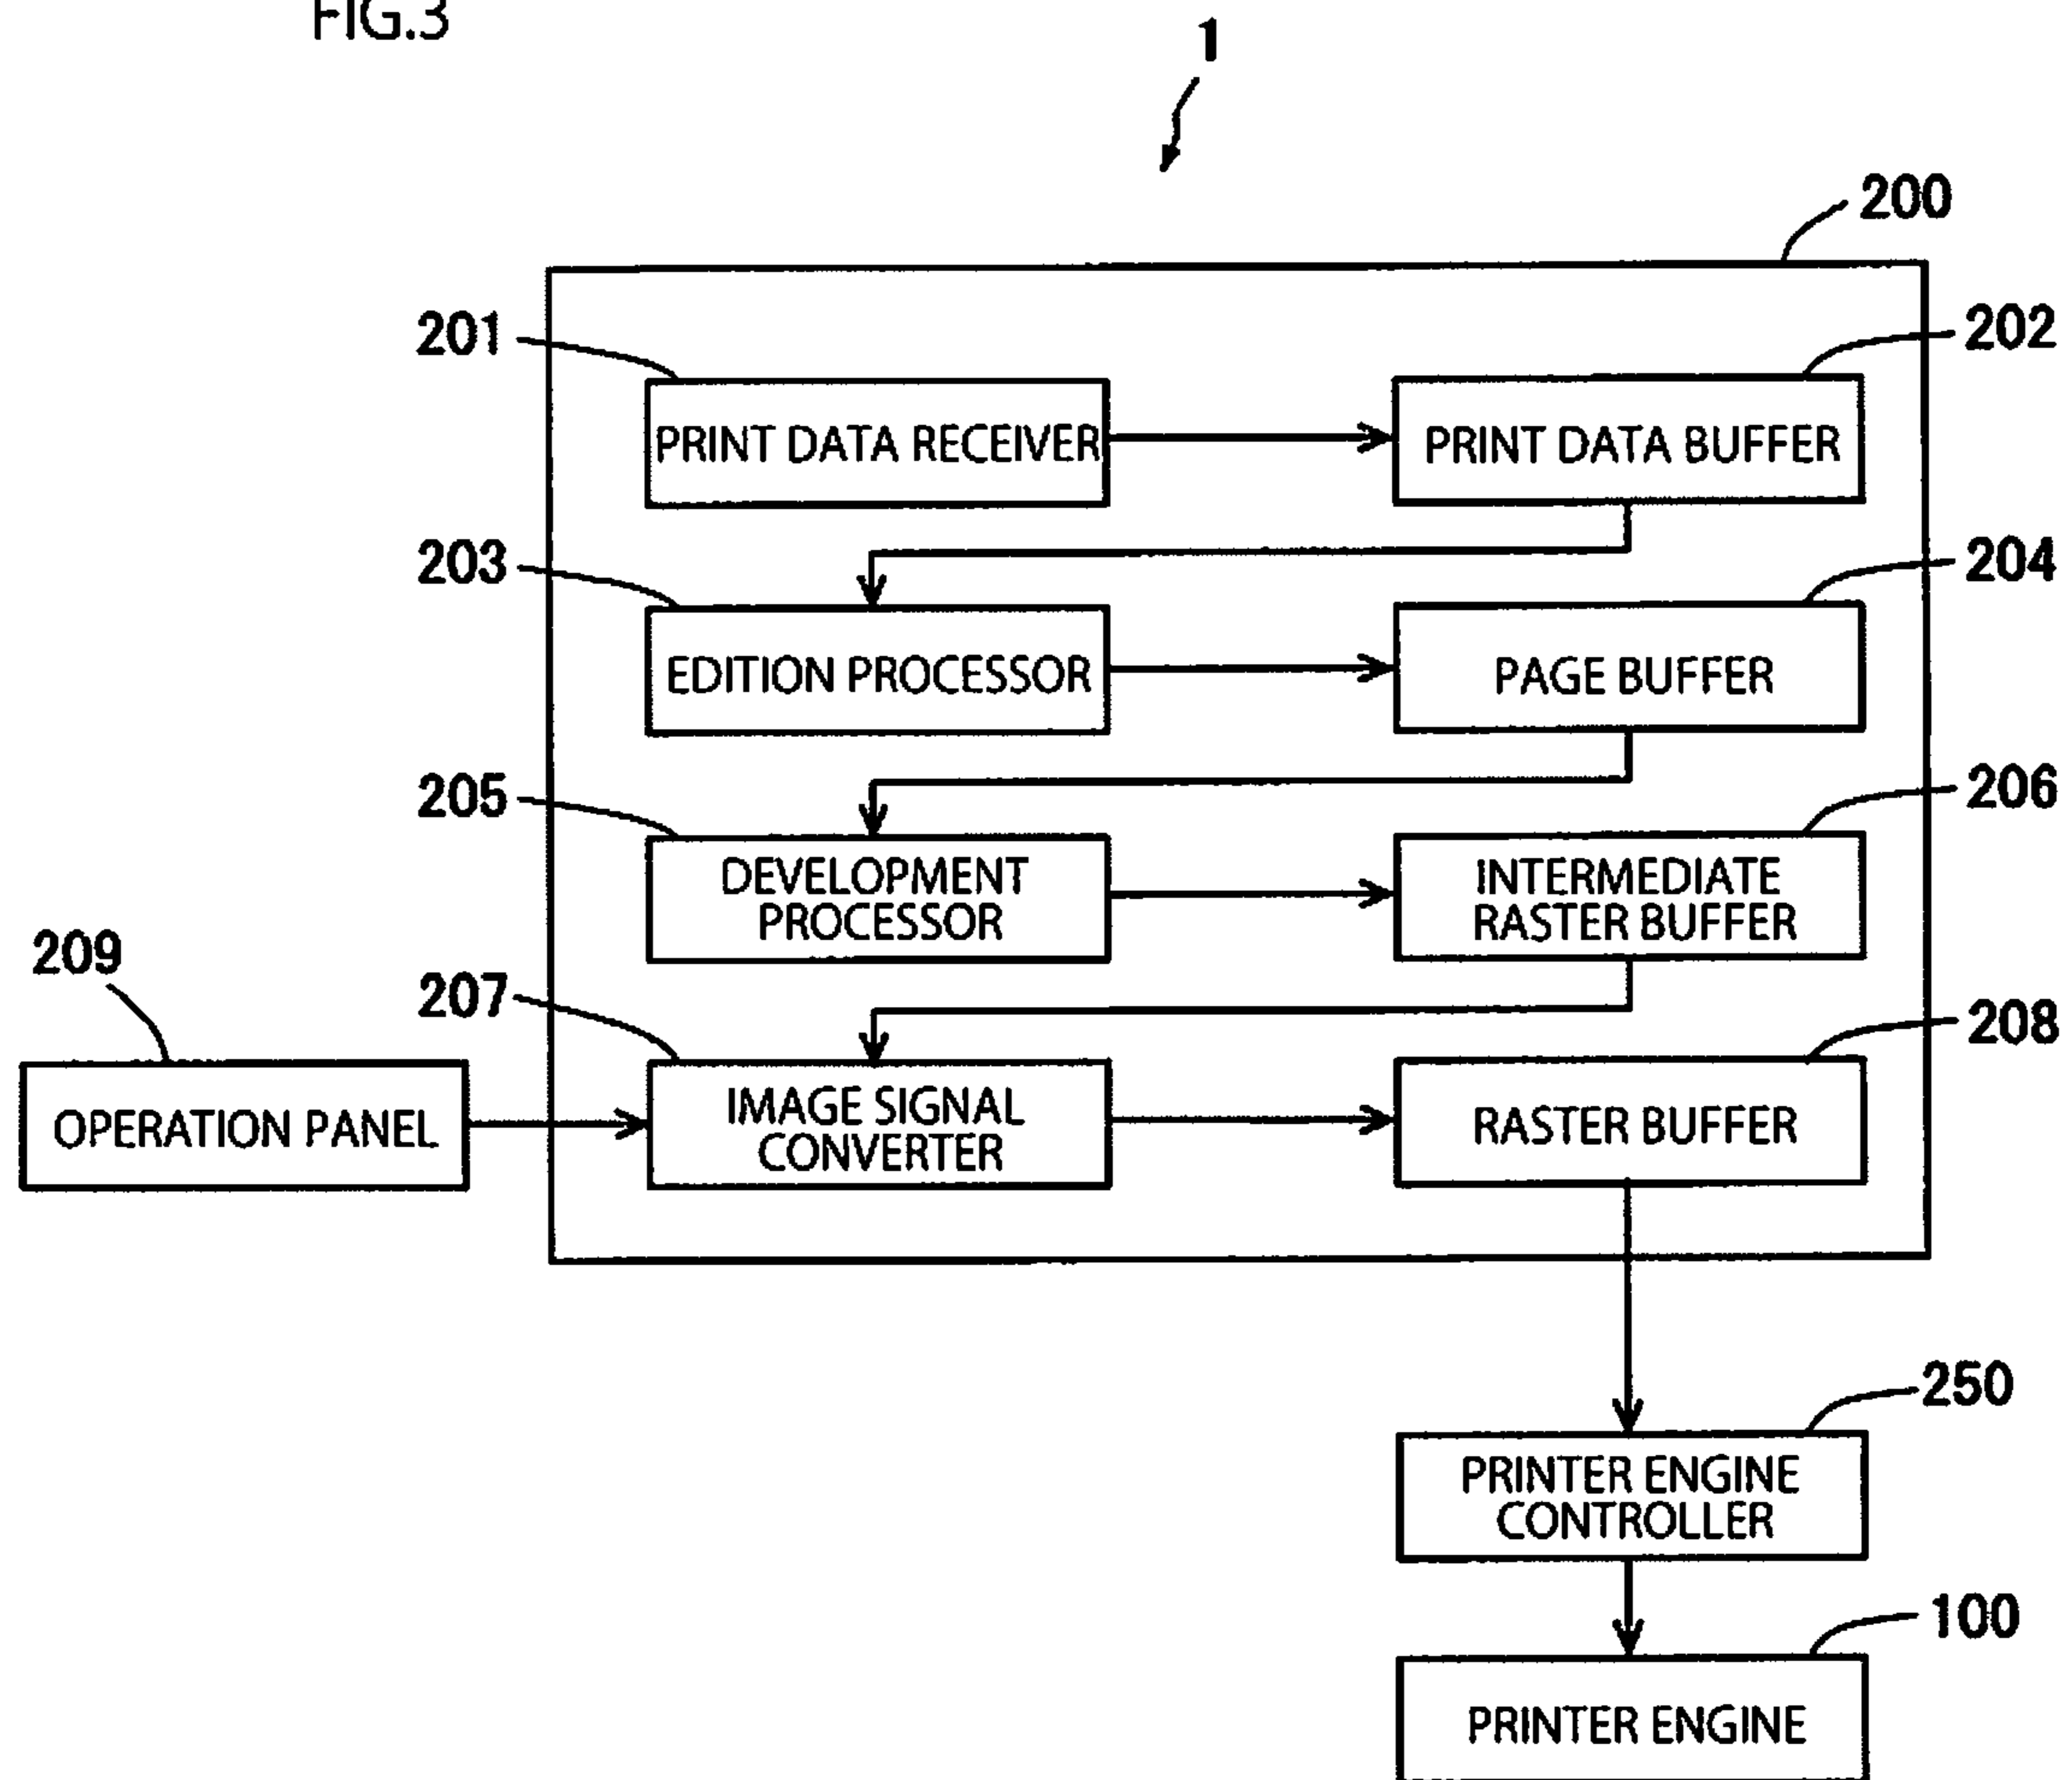 FIG.3
1
200
201
202
PRINT DATA RECEIVER
PRINT DATA BUFFER
203
204
EDITION PROCESSOR
PAGE BUFFER
205
206
DEVELOPMENT
PROCESSOR
INTERMEDIATE
RASTER BUFFER
209
207
208
OPERATION PANEL
IMAGE SIGNAL
CONVERTER
RASTER BUFFER
250
PRINTER ENGINE
CONTROLLER
100
PRINTER ENGINE